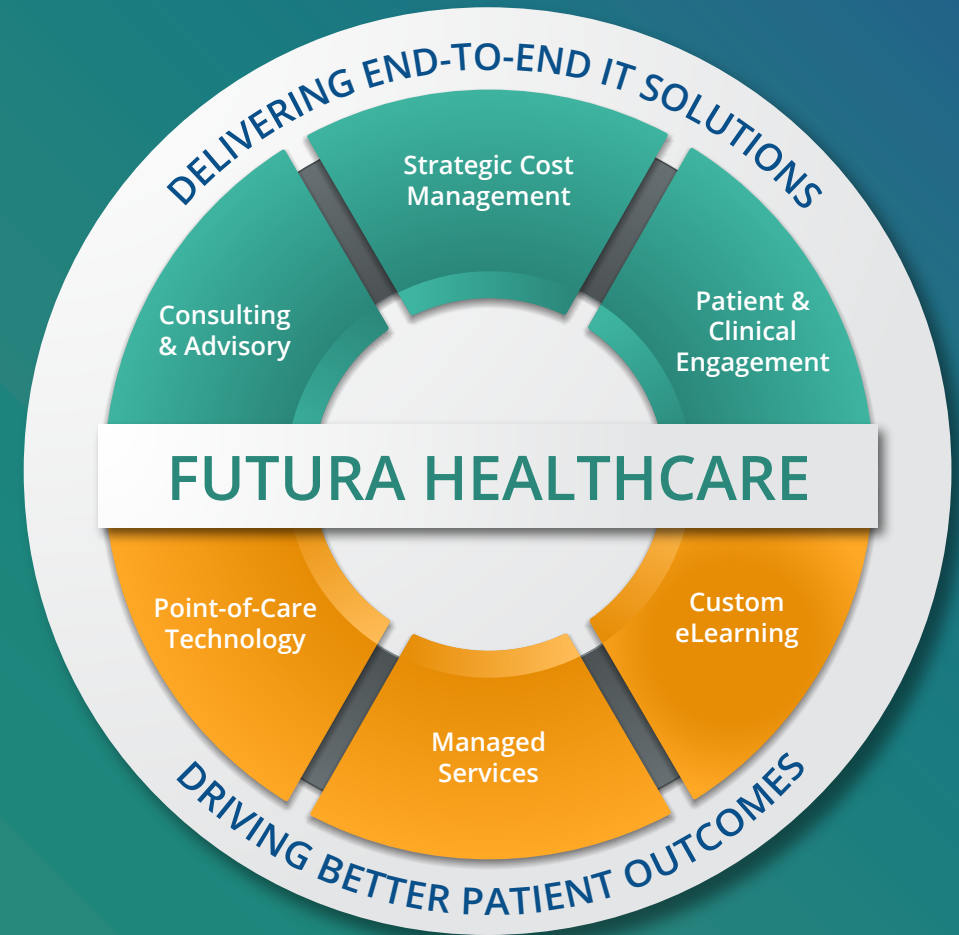 DELIVERING END-TO-END IT SOLUTIONS
Strategic Cost
Management
Consulting
& Advisory
Patient &
Clinical
Engagement
FUTURA HEALTHCARE
Point-of-Care
Technology
Custom
eLearning
Managed
Services
DRIVING BETTER PATIENT OUTCOMES